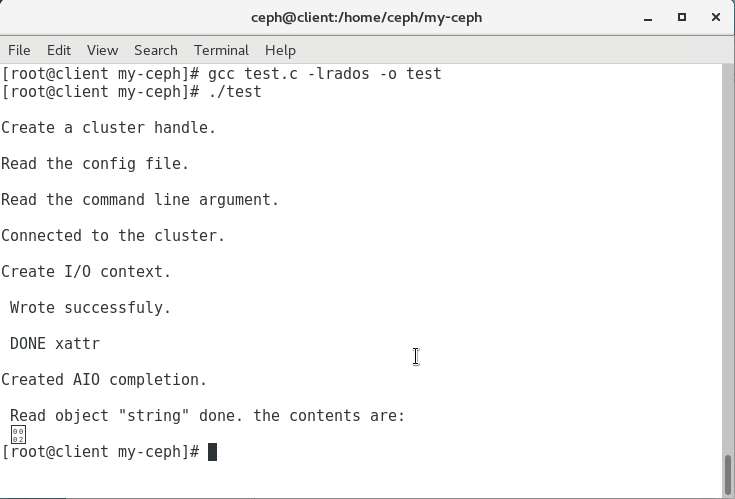 ceph@client:/home/ceph/my-ceph
File Edit View Search Terminal Help
[root@client my-ceph]# gcc test.c -lrados -o test
[root@client my-ceph]# ./test
Create a cluster handle.
Read the config file.
Read the command line argument.
Connected to the cluster.
Create I/O context.
Wrote successfuly.
DONE xattr
Created AIO completion.
Read object "string" done. the contents are:
00
02
[root@client my-ceph]#